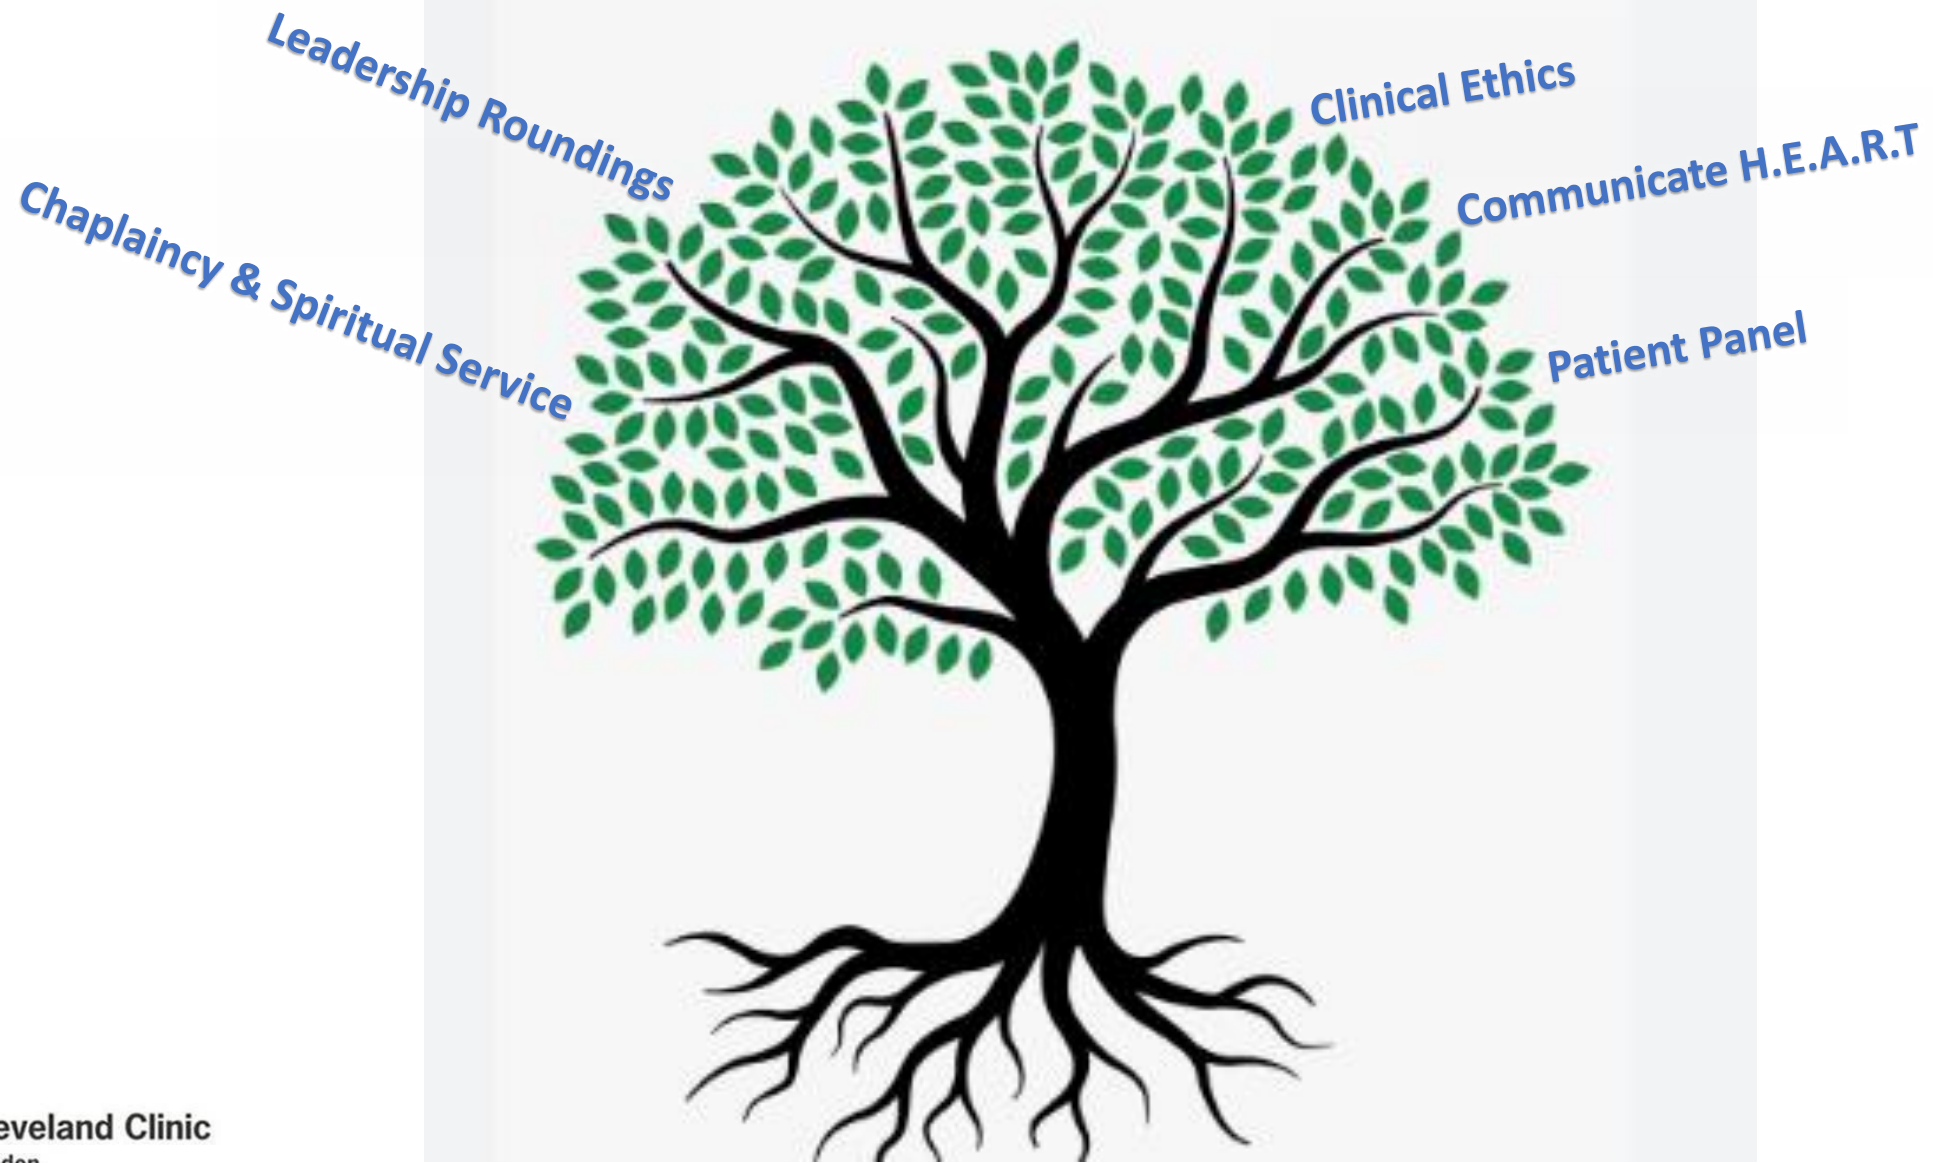 Leadership Roundings
Chaplaincy & Spiritual Service
Clinical Ethics
Communicate H.E.A.R.T
Patient Panel
eveland Clinic